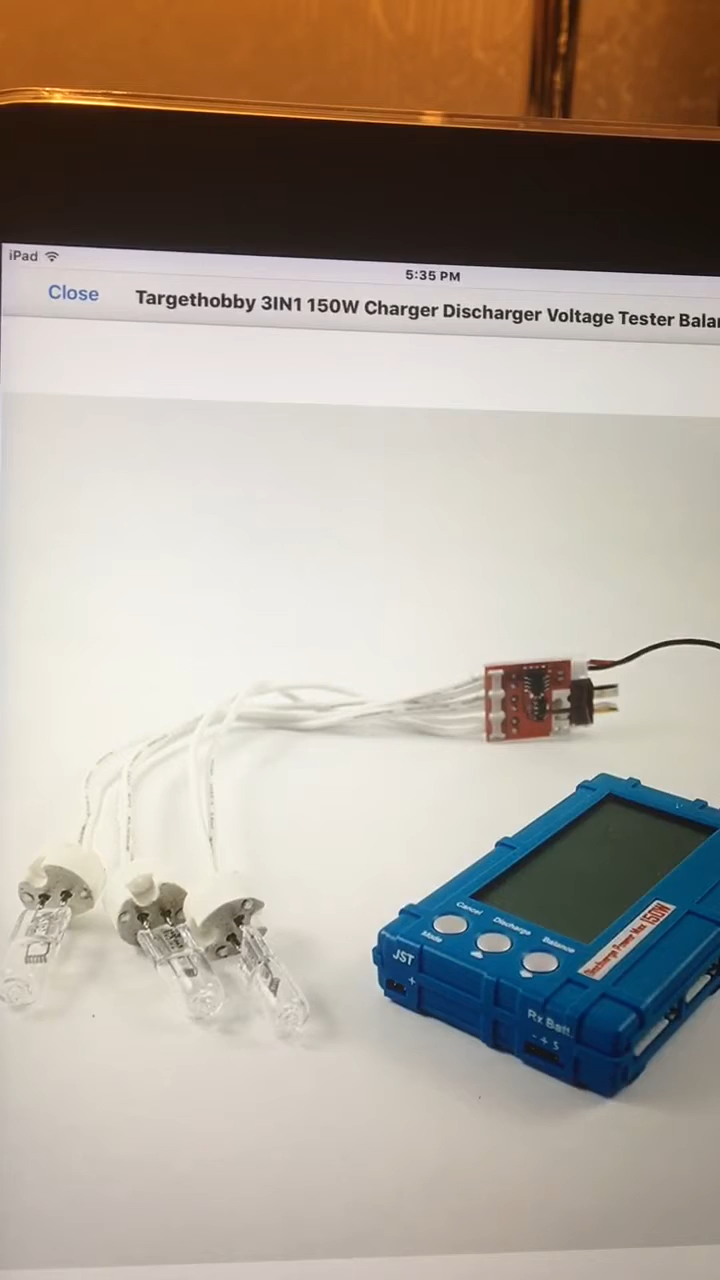 iPad
5:35 PM
Close
Targethobby 3IN1 150W Charger Discharger Voltage Tester Balan
Cancel
Discharge
Balance
Mode
JST
+
Discharge Power Max 150W
Rx Batt.
- + S